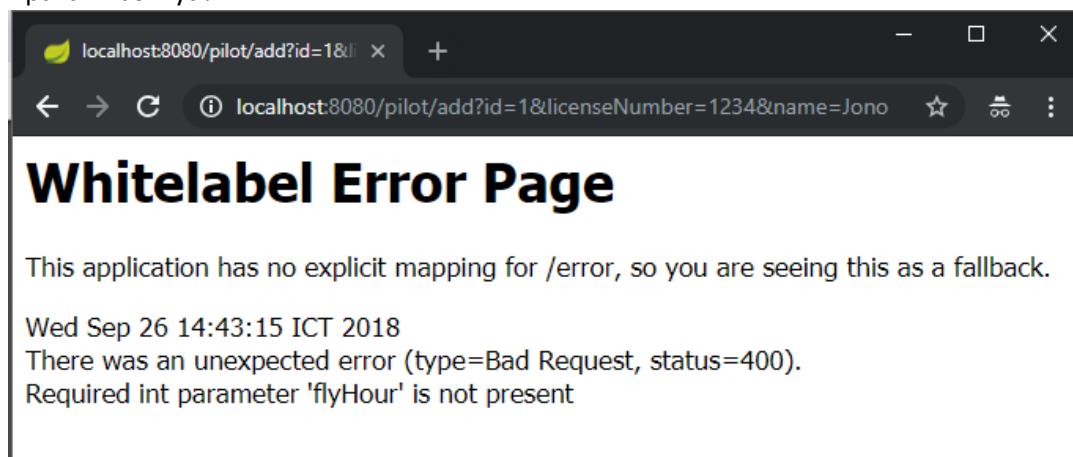 localhost:8080/pilot/add?id=1&li
localhost:8080/pilot/add?id=1&licenseNumber=1234&name=Jono
Whitelabel Error Page
This application has no explicit mapping for /error, so you are seeing this as a fallback.
Wed Sep 26 14:43:15 ICT 2018
There was an unexpected error (type=Bad Request, status=400).
Required int parameter 'flyHour' is not present